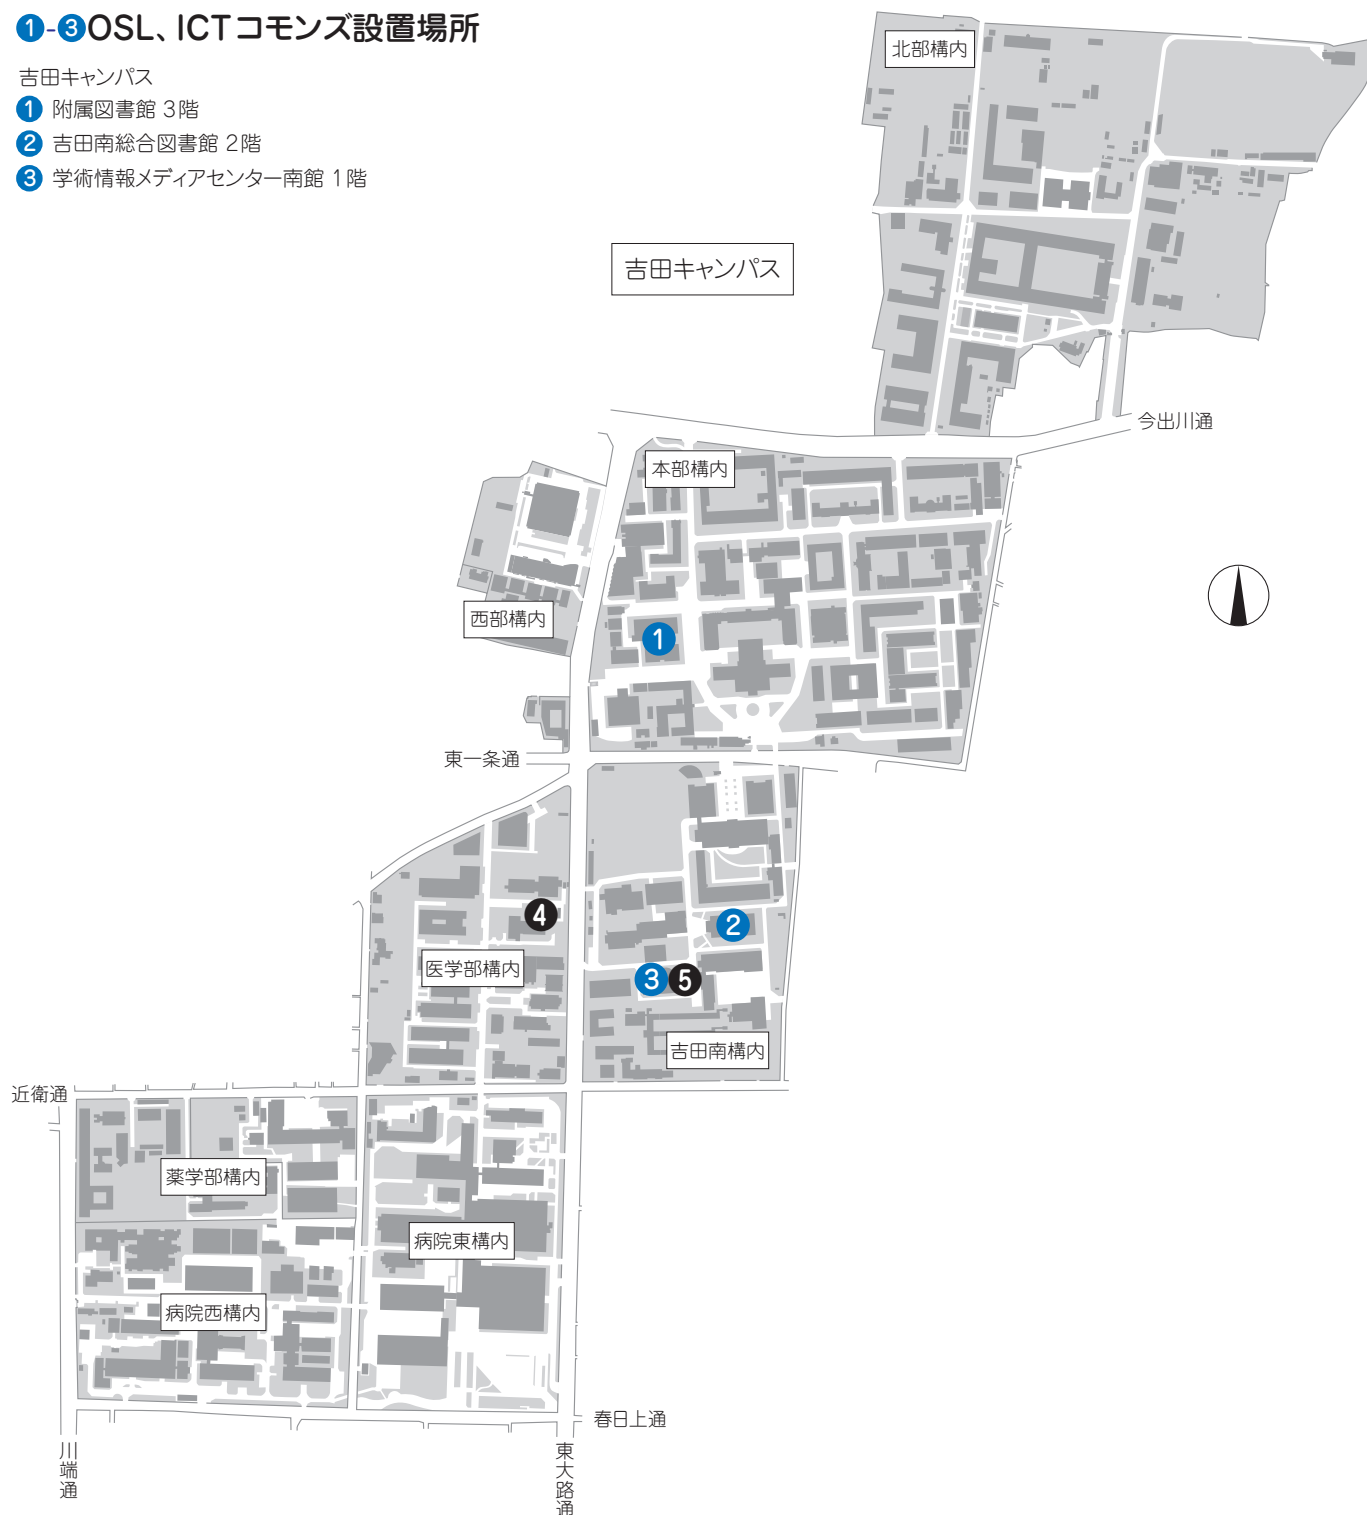 1-3OSL、ICTコモンズ設置場所
吉田キャンパス
1 附属図書館 3階
2 吉田南総合図書館 2階
3 学術情報メディアセンター南館 1階
北部構内
吉田キャンパス
今出川通
本部構内
西部構内
1
東一条通
4
2
医学部構内
3 5
吉田南構内
近衛通
薬学部構内
病院東構内
病院西構内
春日上通
川端通
東大路通